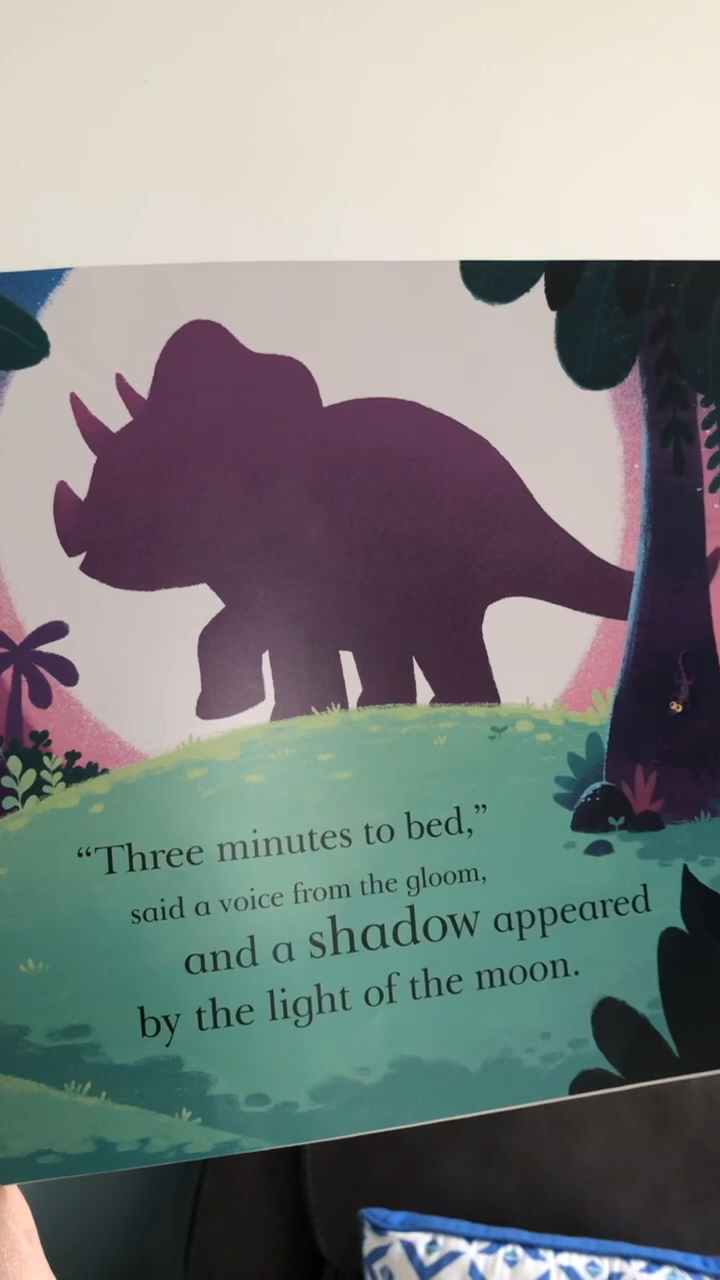 “Three minutes to bed,”
said a voice from the gloom,
and a shadow appeared
by the light of the moon.